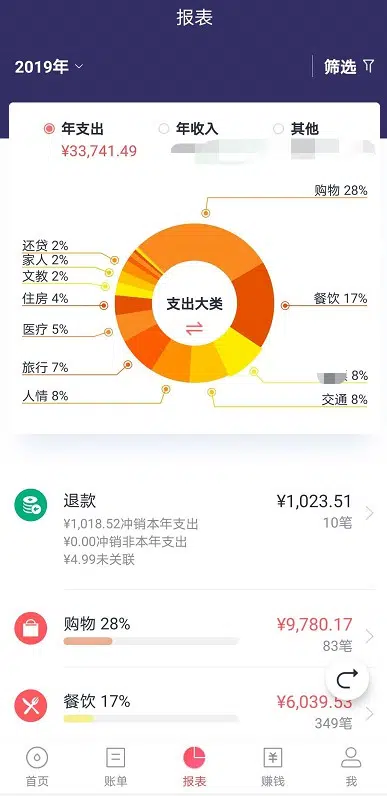 报表
2019年
筛选
年支出
年收入
其他
¥33,741.49
购物 28%
还贷 2%
家人 2%
文教 2%
住房 4%
餐饮 17%
支出大类
医疗 5%
旅行 7%
8%
人情 8%
交通 8%
退款
¥1,023.51
¥1,018.52冲销本年支出
10笔
¥0.00冲销非本年支出
¥4.99未关联
购物 28%
¥9,780.17
83笔
餐饮 17%
¥6,039.53
349笔
首页
账单
报表
赚钱
我